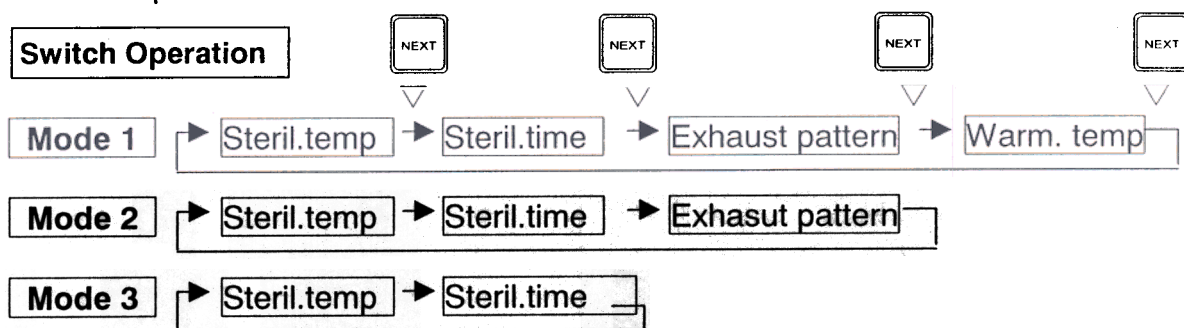 NEXT NEXT NEXT NEXT
Switch Operation
Mode 1 Steril.temp Steril.time Exhaust pattern Warm. temp
Mode 2 Steril.temp Steril.time Exhasut pattern
Mode 3 Steril.temp Steril.time